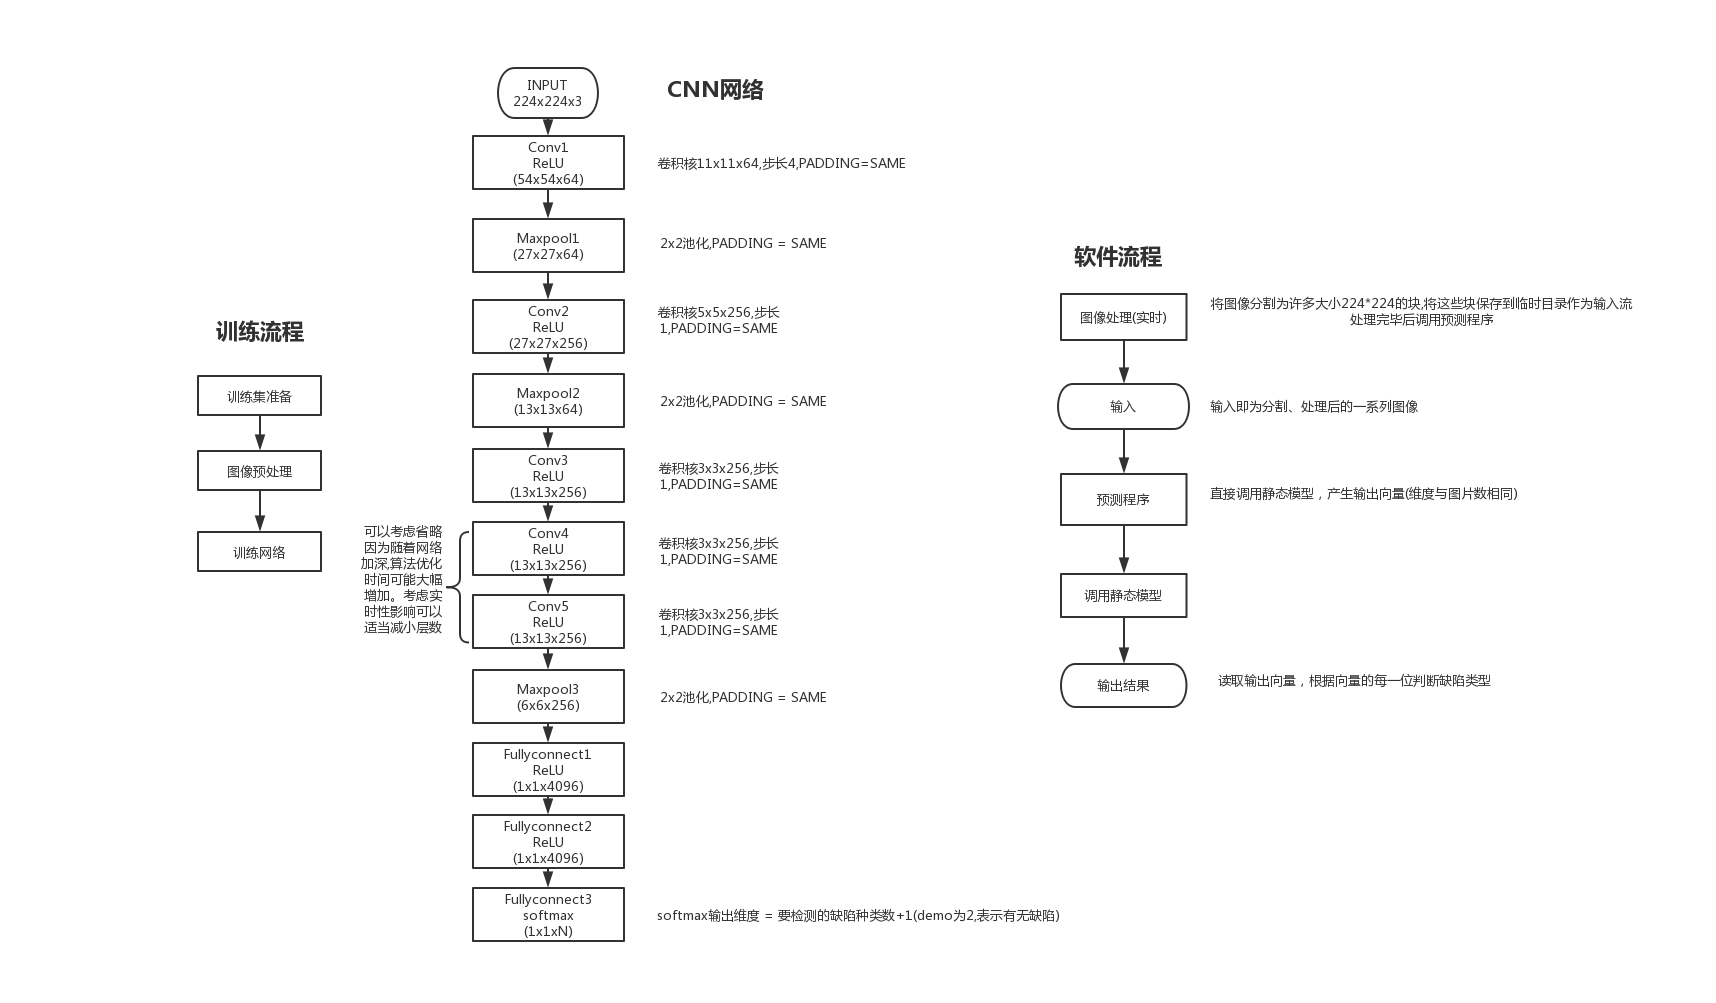 训练流程
训练集准备
图像预处理
训练网络
CNN网络
INPUT
224x224x3
Conv1
ReLU
(54x54x64)
卷积核11x11x64,步长4,PADDING=SAME
Maxpool1
(27x27x64)
2x2池化,PADDING = SAME
Conv2
ReLU
(27x27x256)
卷积核5x5x256,步长
1,PADDING=SAME
Maxpool2
(13x13x64)
2x2池化,PADDING = SAME
Conv3
ReLU
(13x13x256)
卷积核3x3x256,步长
1,PADDING=SAME
可以考虑省略
因为随着网络
加深,算法优化
时间可能大幅
增加。考虑实
时性影响可以
适当减小层数
Conv4
ReLU
(13x13x256)
卷积核3x3x256,步长
1,PADDING=SAME
Conv5
ReLU
(13x13x256)
卷积核3x3x256,步长
1,PADDING=SAME
Maxpool3
(6x6x256)
2x2池化,PADDING = SAME
Fullyconnect1
ReLU
(1x1x4096)
Fullyconnect2
ReLU
(1x1x4096)
Fullyconnect3
softmax
(1x1xN)
softmax输出维度 = 要检测的缺陷种类数+1(demo为2,表示有无缺陷)
软件流程
图像处理(实时)
将图像分割为许多大小224*224的块,将这些块保存到临时目录作为输入流
处理完毕后调用预测程序
输入
输入即为分割、处理后的一系列图像
预测程序
直接调用静态模型，产生输出向量(维度与图片数相同)
调用静态模型
输出结果
读取输出向量，根据向量的每一位判断缺陷类型